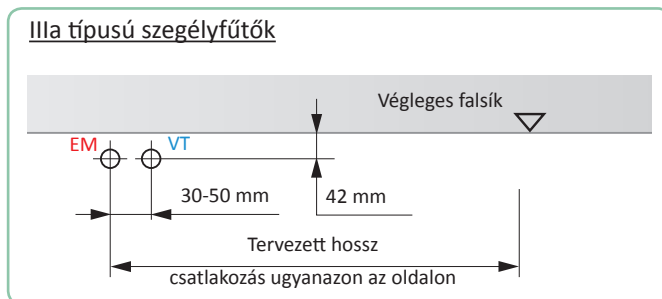 IIIa típusú szegélyfűtők
Végleges falsík
EM VT
30-50 mm
42 mm
Tervezett hossz
csatlakozás ugyanazon az oldalon